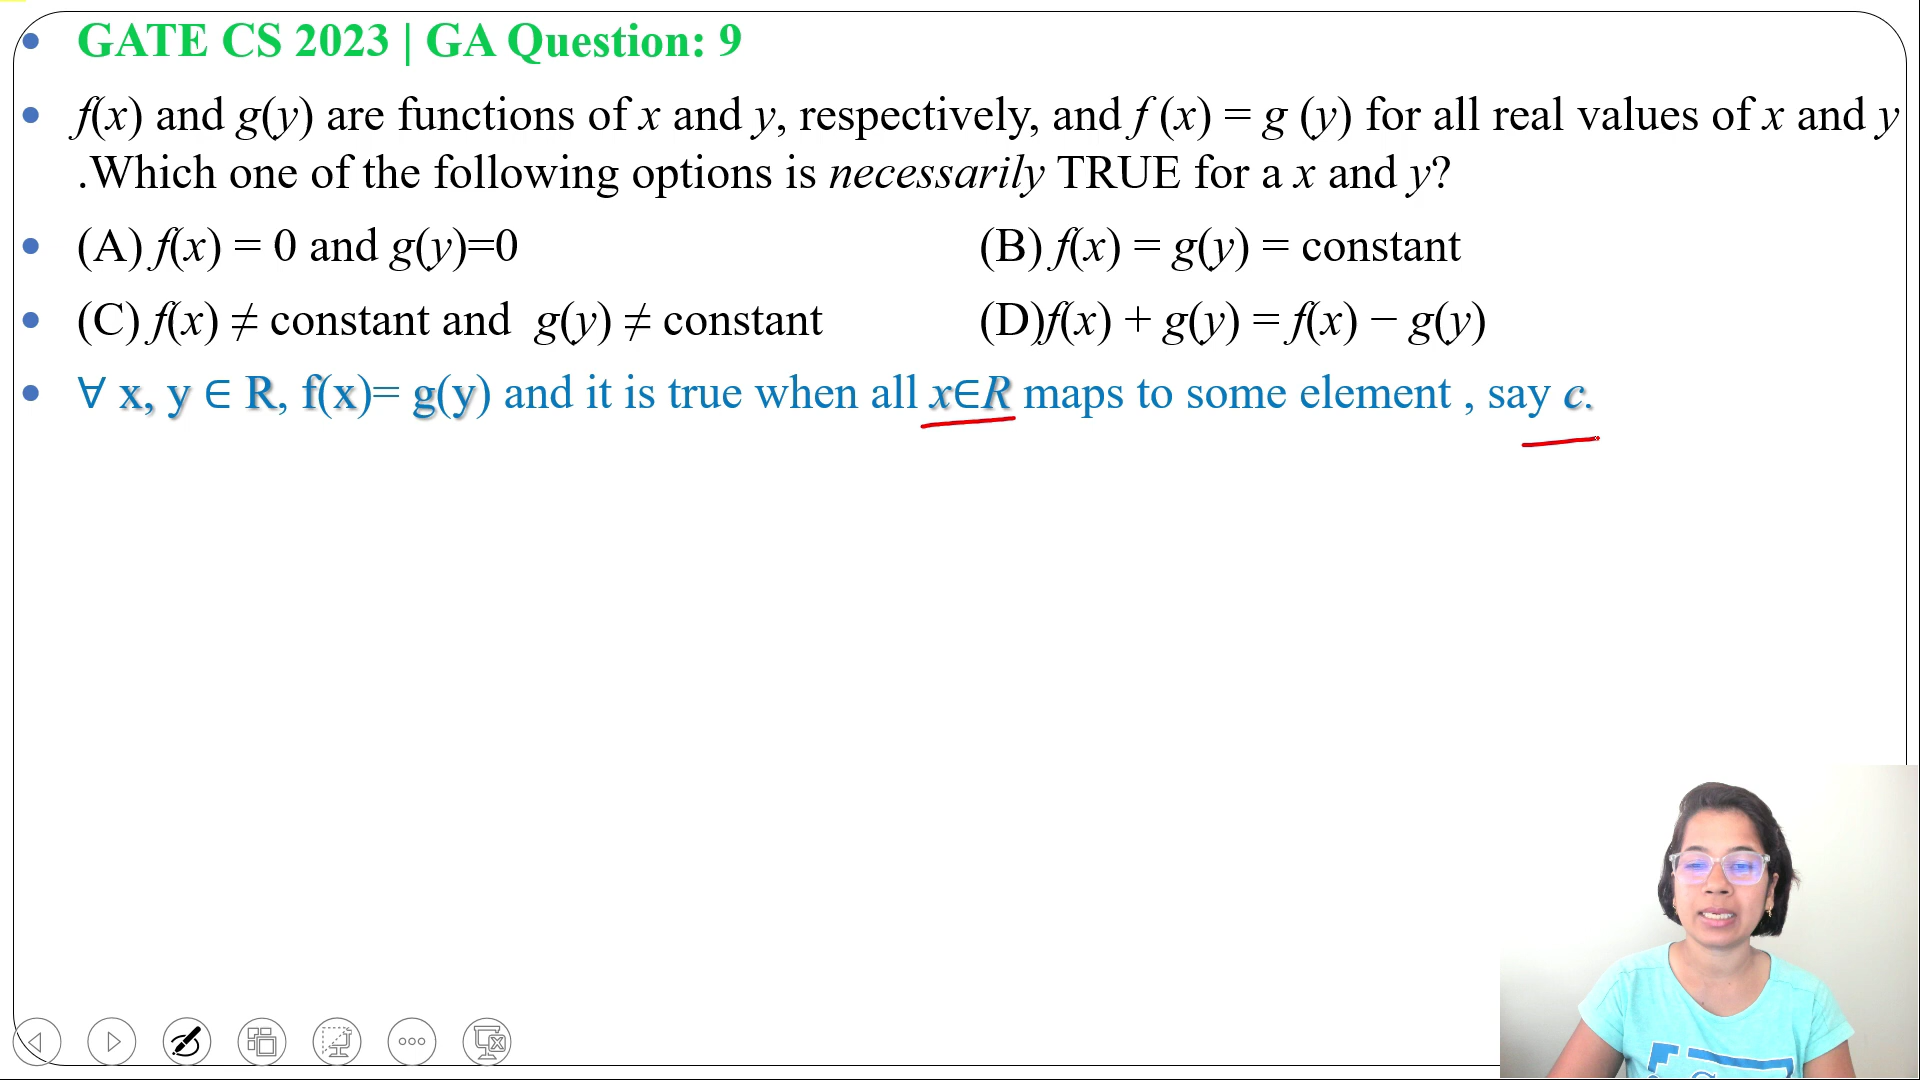 GATE CS 2023 | GA Question: 9
f(x) and g(y) are functions of x and y, respectively, and f (x) = g (y) for all real values of x and y
.Which one of the following options is necessarily TRUE for a x and y?
(A) f(x) = 0 and g(y)=0 (B) f(x) = g(y) = constant
(C) f(x) ≠ constant and g(y) ≠ constant (D)f(x) + g(y) = f(x) − g(y)
∀ x, y ∈ R, f(x)= g(y) and it is true when all x∈R maps to some element , say c.